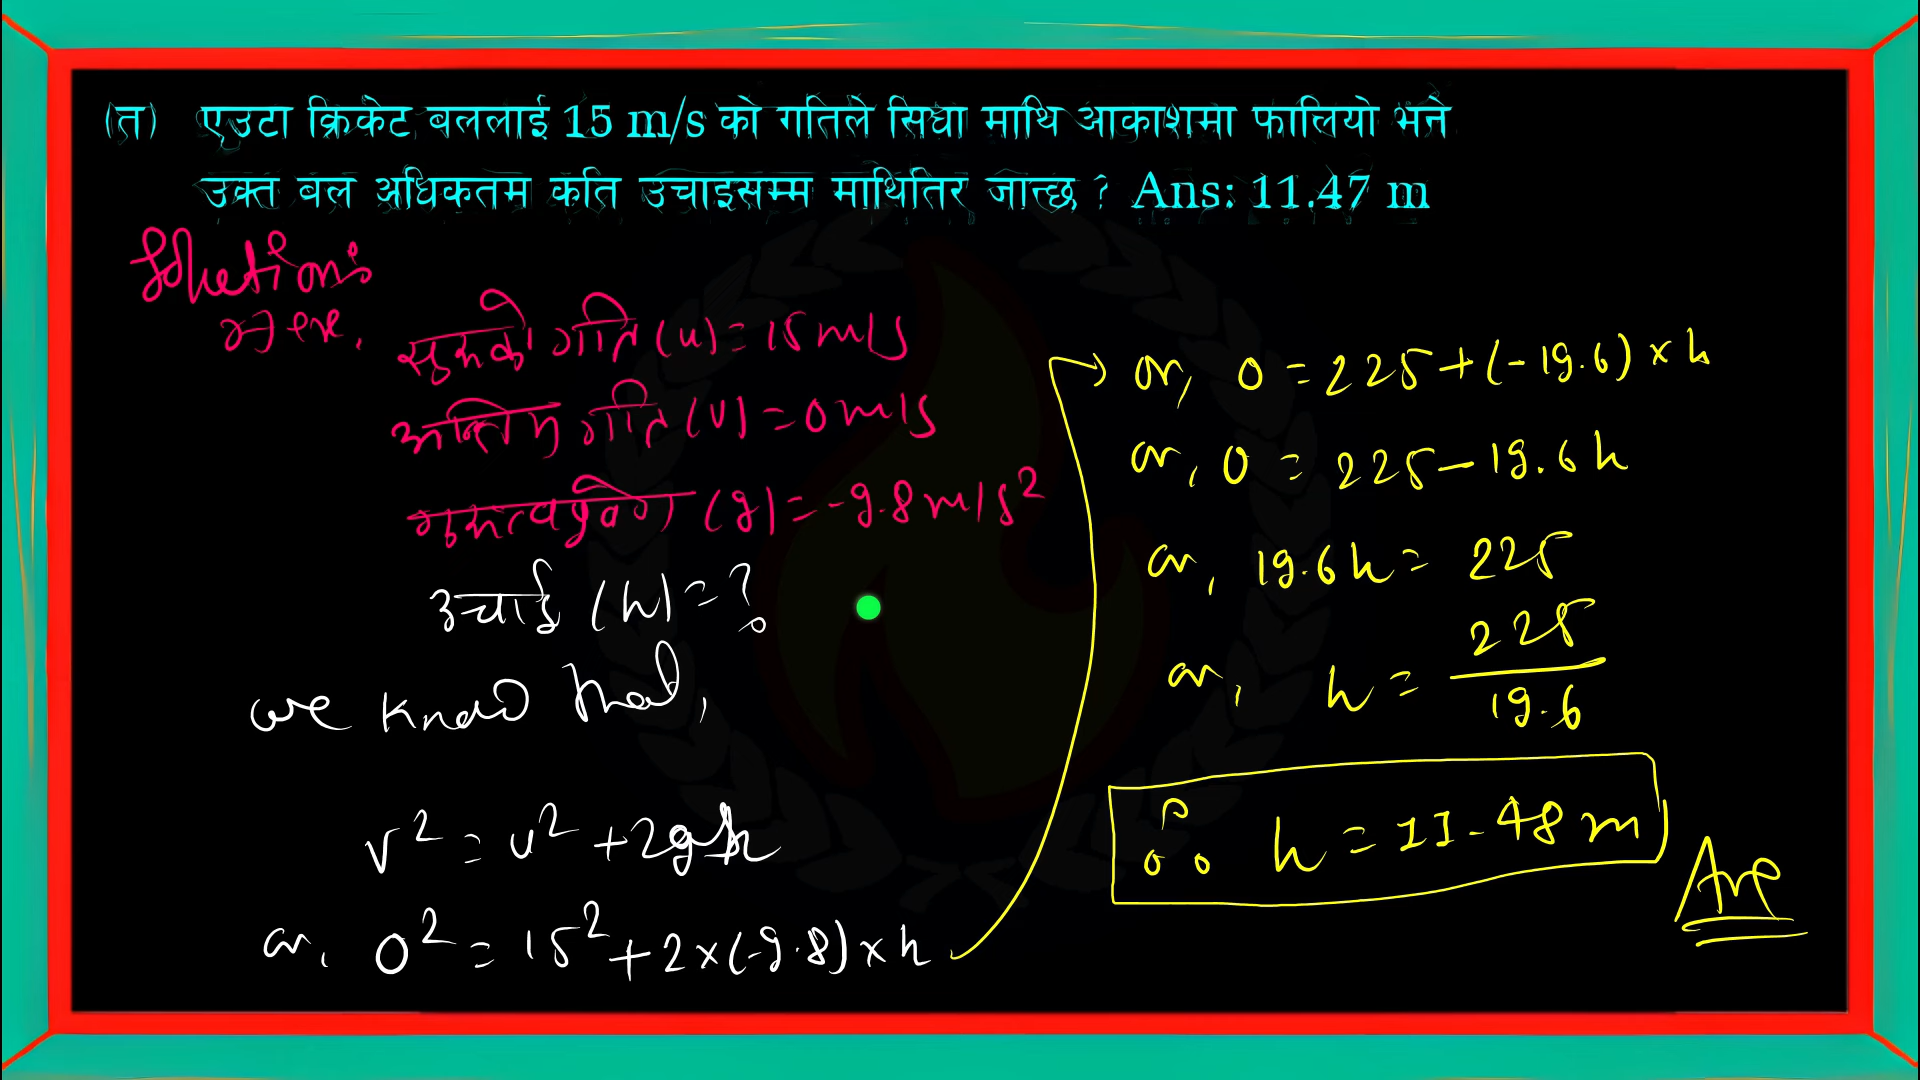 (त) एउटा क्रिकेट बललाई 15 m/s को गतिले सिधा माथि आकाशमा फालियो भने
उक्त बल अधिकतम कति उचाइसम्म माथितिर जान्छ ? Ans: 11.47 m
Solution:
Here,
सुरुको गति (u) = 15 m/s
अन्तिम गति (v) = 0 m/s
गुरुत्वप्रवेग (g) = -9.8 m/s²
उचाई (h) = ?
we know that,
v² = u² + 2gh
or, 0² = 15² + 2×(-9.8)×h
or, 0 = 225 + (-19.6) × h
or, 0 = 225 - 19.6 h
or, 19.6 h = 225
or, h = 225/19.6
∴ h = 11.48 m
Ans